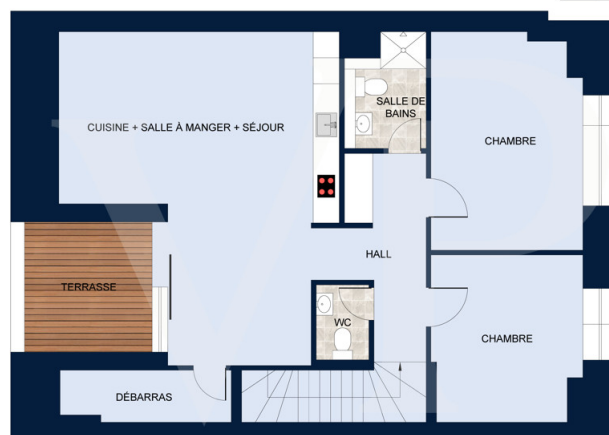 CUISINE + SALLE À MANGER + SÉJOUR
SALLE DE
BAINS
CHAMBRE
HALL
TERRASSE
WC
CHAMBRE
DÉBARRAS